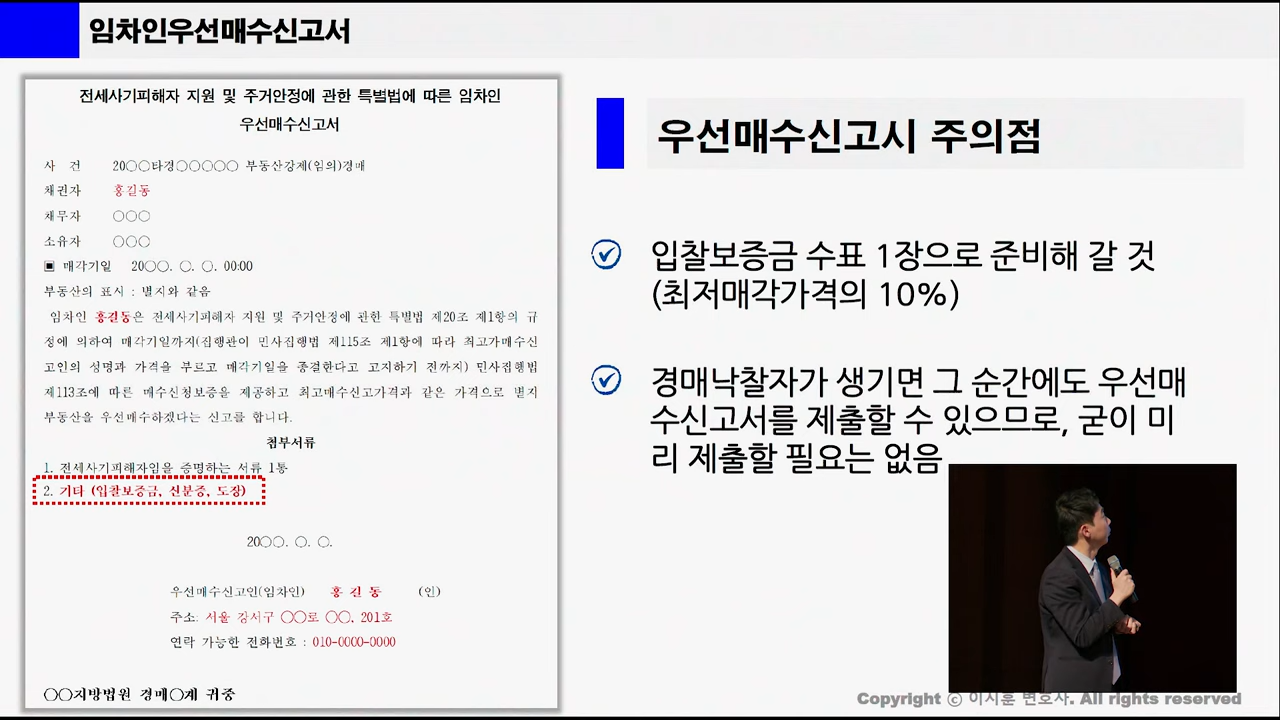 임차인우선매수신고서
전세사기피해자 지원 및 주거안정에 관한 특별법에 따른 임차인
우선매수신고서
사 건 20○○타경○○○○○ 부동산강제(임의)경매
채권자 홍길동
채무자 ○○○
소유자 ○○○
▣ 매각기일 20○○. ○. ○. 00:00
부동산의 표시 : 별지와 같음
임차인 홍길동은 전세사기피해자 지원 및 주거안정에 관한 특별법 제20조 제1항의 규
정에 의하여 매각기일까지(집행관이 민사집행법 제115조 제1항에 따라 최고가매수신
고인의 성명과 가격을 부르고 매각기일을 종결한다고 고지하기 전까지) 민사집행법
제113조에 따른 매수신청보증을 제공하고 최고매수신고가격과 같은 가격으로 별지
부동산을 우선매수하겠다는 신고를 합니다.
첨부서류
1. 전세사기피해자임을 증명하는 서류 1통
2. 기타 (입찰보증금, 신분증, 도장)
20○○. ○. ○.
우선매수신고인(임차인) 홍 길 동 (인)
주소: 서울 강서구 ○○로 ○○, 201호
연락 가능한 전화번호 : 010-0000-0000
○○지방법원 경매○계 귀중
우선매수신고시 주의점
입찰보증금 수표 1장으로 준비해 갈 것
(최저매각가격의 10%)
경매낙찰자가 생기면 그 순간에도 우선매
수신고서를 제출할 수 있으므로, 굳이 미
리 제출할 필요는 없음
Copyright ⓒ 이시훈 변호사. All rights reserved